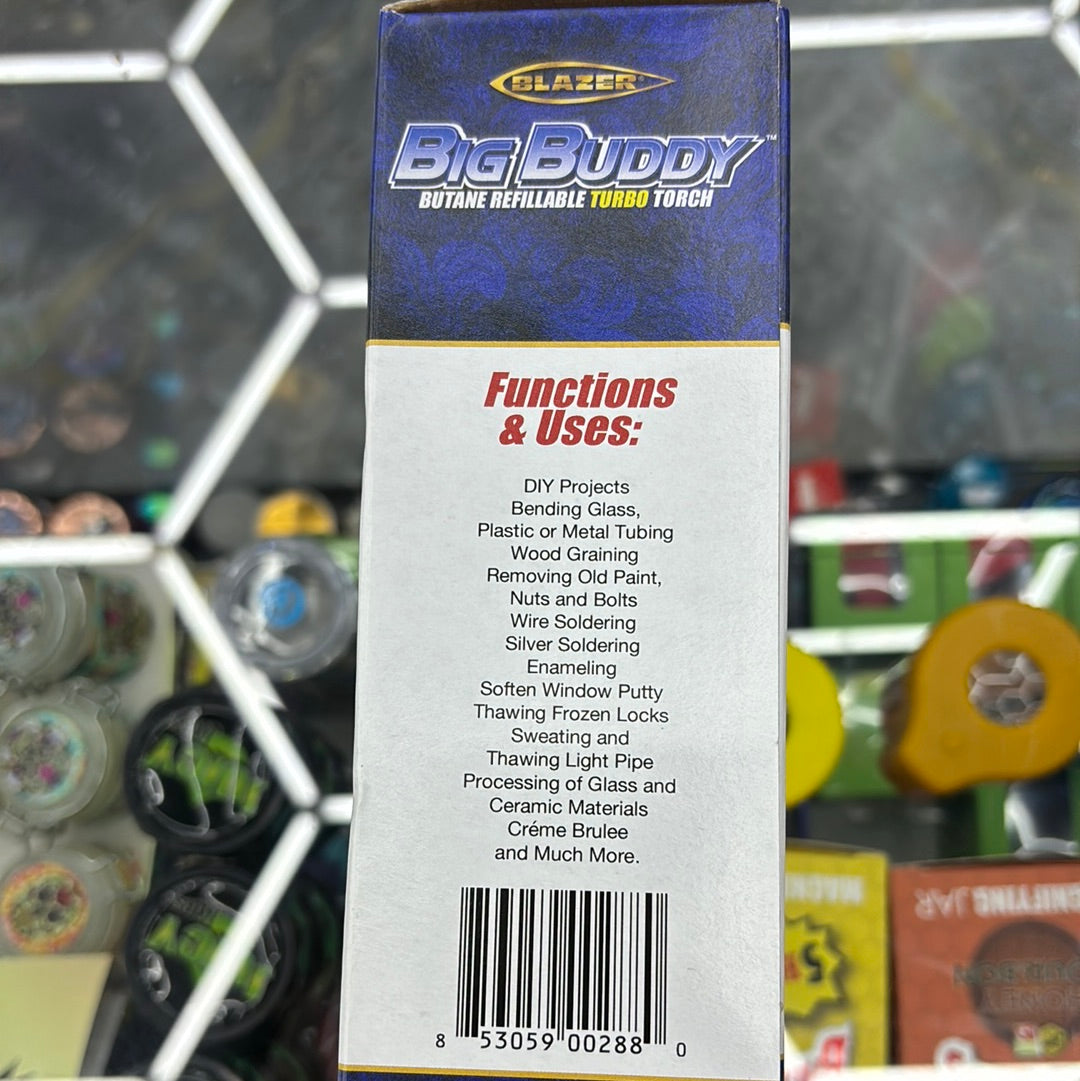 BLAZER®
BIG BUDDY™
BUTANE REFILLABLE TURBO TORCH
Functions
& Uses:
DIY Projects
Bending Glass,
Plastic or Metal Tubing
Wood Graining
Removing Old Paint,
Nuts and Bolts
Wire Soldering
Silver Soldering
Enameling
Soften Window Putty
Thawing Frozen Locks
Sweating and
Thawing Light Pipe
Processing of Glass and
Ceramic Materials
Créme Brulee
and Much More.
8 53059 00288 0